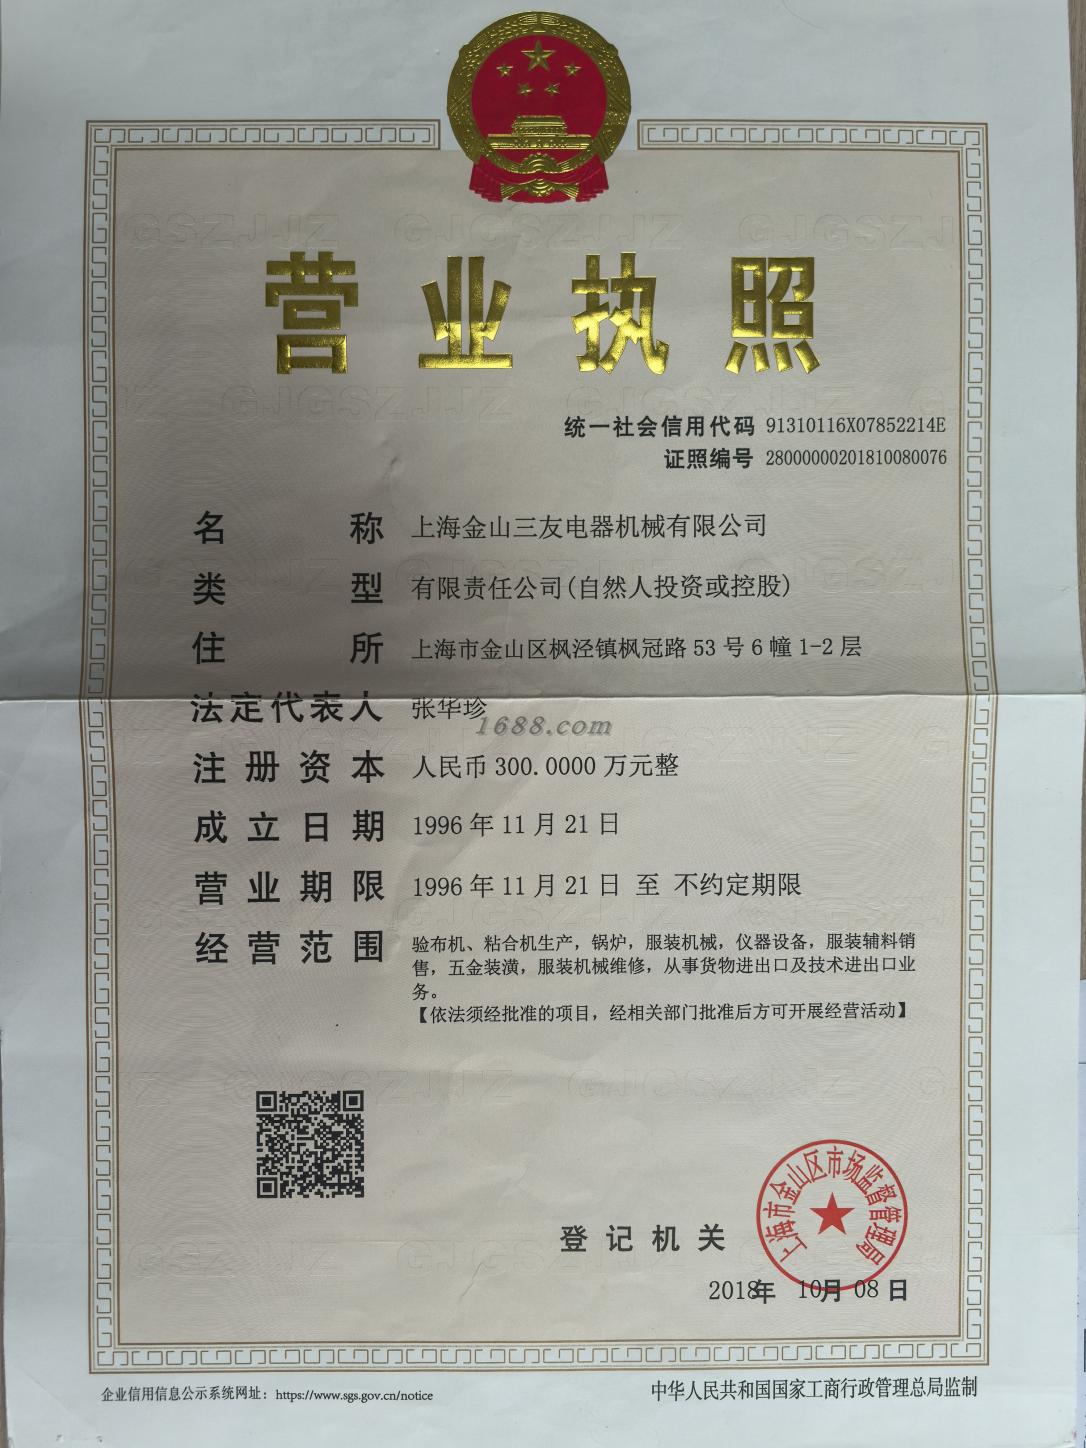 营业执照
统一社会信用代码 91310116X07852214E
证照编号 28000000201810080076
名称 上海金山三友电器机械有限公司
类型 有限责任公司(自然人投资或控股)
住所 上海市金山区枫泾镇枫冠路53号6幢1-2层
法定代表人 张华珍
1688.com
注册资本 人民币300.0000万元整
成立日期 1996年11月21日
营业期限 1996年11月21日 至 不约定期限
经营范围 验布机、粘合机生产，锅炉，服装机械，仪器设备，服装辅料销
售，五金装潢，服装机械维修，从事货物进出口及技术进出口业
务。
【依法须经批准的项目，经相关部门批准后方可开展经营活动】
上海市金山区市场监督管理局
登记机关
2018年 10月08日
企业信用信息公示系统网址：https://www.sgs.gov.cn/notice
中华人民共和国国家工商行政管理总局监制